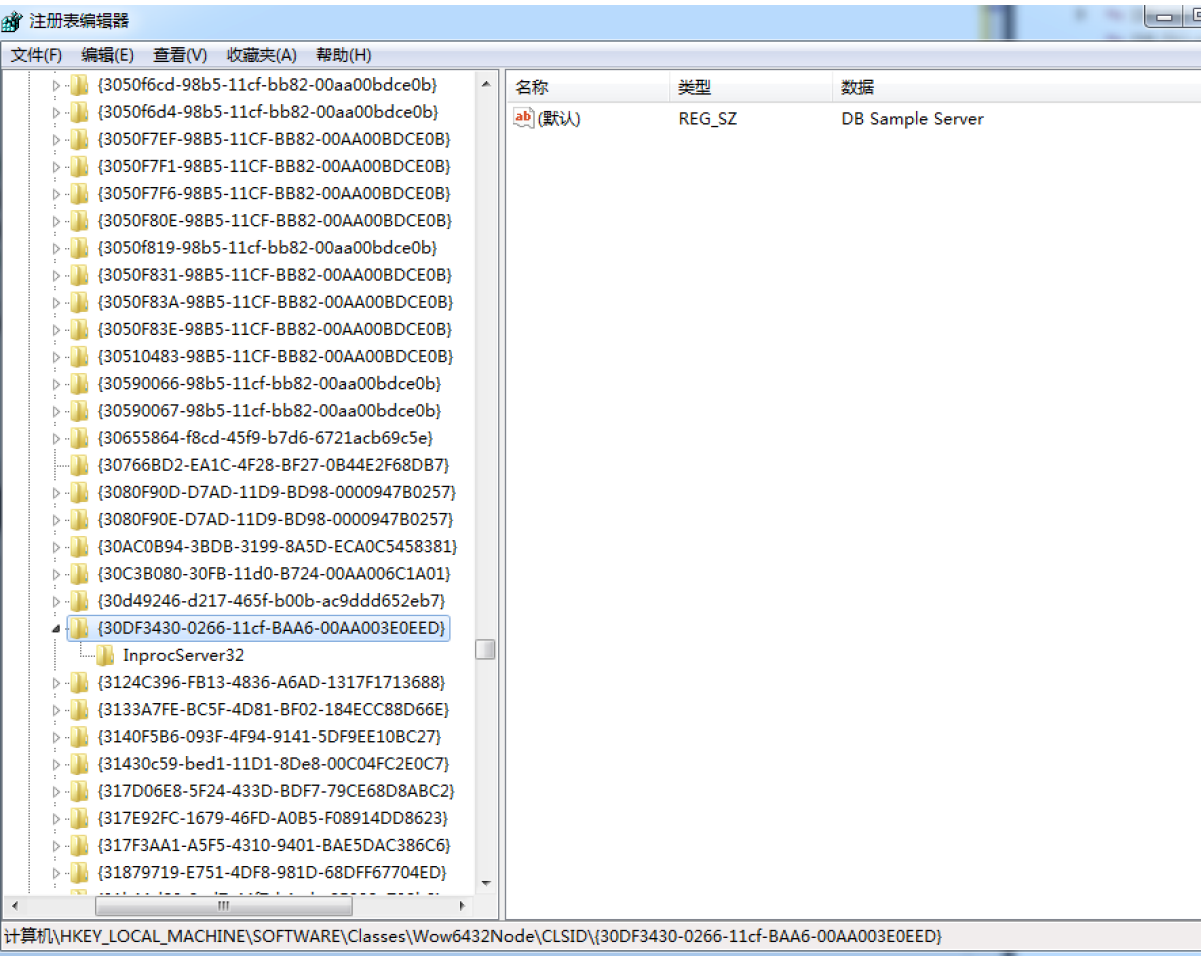 注册表编辑器
文件(F) 编辑(E) 查看(V) 收藏夹(A) 帮助(H)
{3050f6cd-98b5-11cf-bb82-00aa00bdce0b}
{3050f6d4-98b5-11cf-bb82-00aa00bdce0b}
{3050F7EF-98B5-11CF-BB82-00AA00BDCE0B}
{3050F7F1-98B5-11CF-BB82-00AA00BDCE0B}
{3050F7F6-98B5-11CF-BB82-00AA00BDCE0B}
{3050F80E-98B5-11CF-BB82-00AA00BDCE0B}
{3050f819-98b5-11cf-bb82-00aa00bdce0b}
{3050F831-98B5-11CF-BB82-00AA00BDCE0B}
{3050F83A-98B5-11CF-BB82-00AA00BDCE0B}
{3050F83E-98B5-11CF-BB82-00AA00BDCE0B}
{30510483-98B5-11CF-BB82-00AA00BDCE0B}
{30590066-98b5-11cf-bb82-00aa00bdce0b}
{30590067-98b5-11cf-bb82-00aa00bdce0b}
{30655864-f8cd-45f9-b7d6-6721acb69c5e}
{30766BD2-EA1C-4F28-BF27-0B44E2F68DB7}
{3080F90D-D7AD-11D9-BD98-0000947B0257}
{3080F90E-D7AD-11D9-BD98-0000947B0257}
{30AC0B94-3BDB-3199-8A5D-ECA0C5458381}
{30C3B080-30FB-11d0-B724-00AA006C1A01}
{30d49246-d217-465f-b00b-ac9ddd652eb7}
{30DF3430-0266-11cf-BAA6-00AA003E0EED}
InprocServer32
{3124C396-FB13-4836-A6AD-1317F1713688}
{3133A7FE-BC5F-4D81-BF02-184ECC88D66E}
{3140F5B6-093F-4F94-9141-5DF9EE10BC27}
{31430c59-bed1-11D1-8De8-00C04FC2E0C7}
{317D06E8-5F24-433D-BDF7-79CE68D8ABC2}
{317E92FC-1679-46FD-A0B5-F08914DD8623}
{317F3AA1-A5F5-4310-9401-BAE5DAC386C6}
{31879719-E751-4DF8-981D-68DFF67704ED}
名称 类型 数据
ab (默认) REG_SZ DB Sample Server
计算机\HKEY_LOCAL_MACHINE\SOFTWARE\Classes\Wow6432Node\CLSID\{30DF3430-0266-11cf-BAA6-00AA003E0EED}